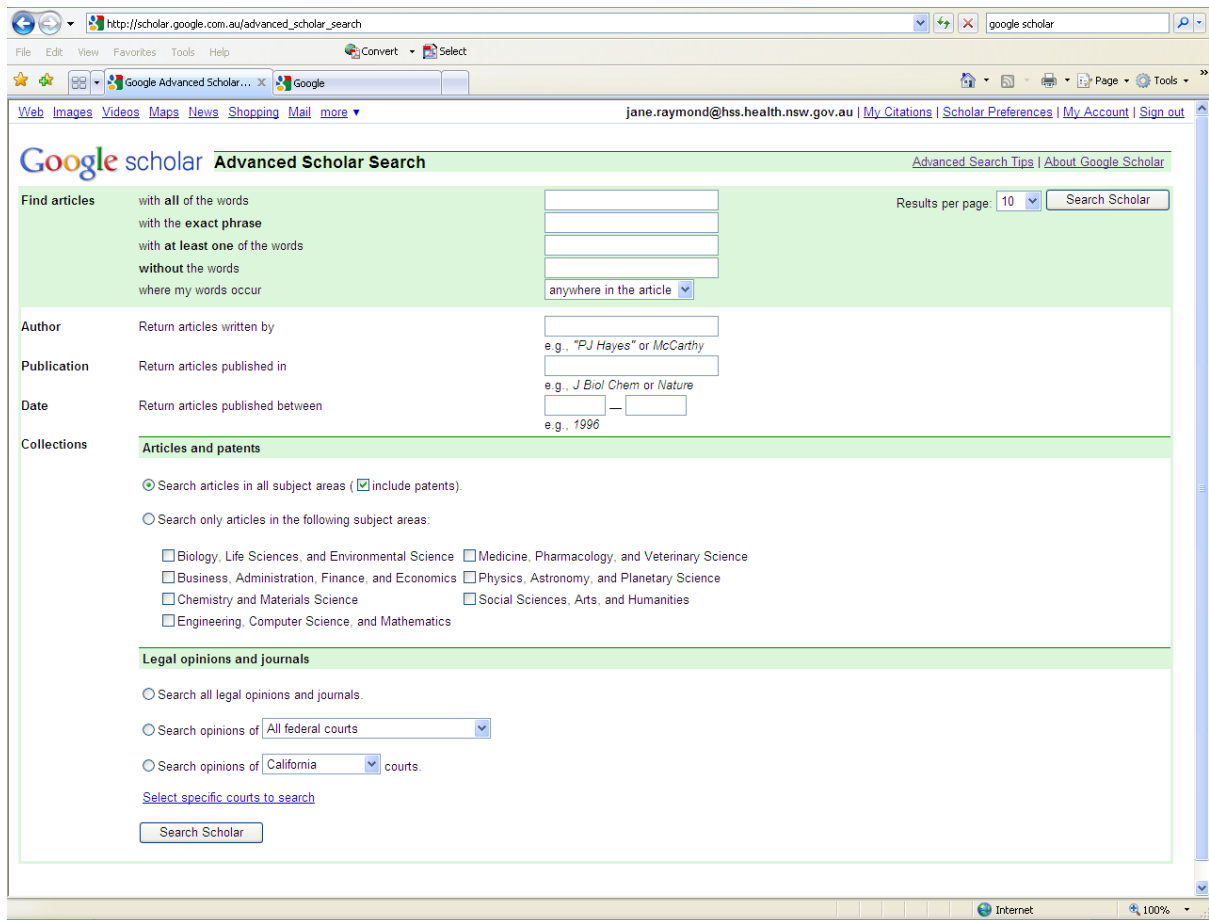 http://scholar.google.com.au/advanced_scholar_search google scholar
File Edit View Favorites Tools Help Convert Select
Google Advanced Scholar... X Google Page Tools »
Web Images Videos Maps News Shopping Mail more ▼ jane.raymond@hss.health.nsw.gov.au | My Citations | Scholar Preferences | My Account | Sign out
Google scholar Advanced Scholar Search Advanced Search Tips | About Google Scholar
Find articles with all of the words Results per page: 10 Search Scholar
with the exact phrase
with at least one of the words
without the words
where my words occur anywhere in the article
Author Return articles written by
e.g., "PJ Hayes" or McCarthy
Publication Return articles published in
e.g., J Biol Chem or Nature
Date Return articles published between —
e.g., 1996
Collections Articles and patents
Search articles in all subject areas ( include patents).
Search only articles in the following subject areas:
Biology, Life Sciences, and Environmental Science Medicine, Pharmacology, and Veterinary Science
Business, Administration, Finance, and Economics Physics, Astronomy, and Planetary Science
Chemistry and Materials Science Social Sciences, Arts, and Humanities
Engineering, Computer Science, and Mathematics
Legal opinions and journals
Search all legal opinions and journals.
Search opinions of All federal courts
Search opinions of California courts.
Select specific courts to search
Search Scholar
Internet 100%